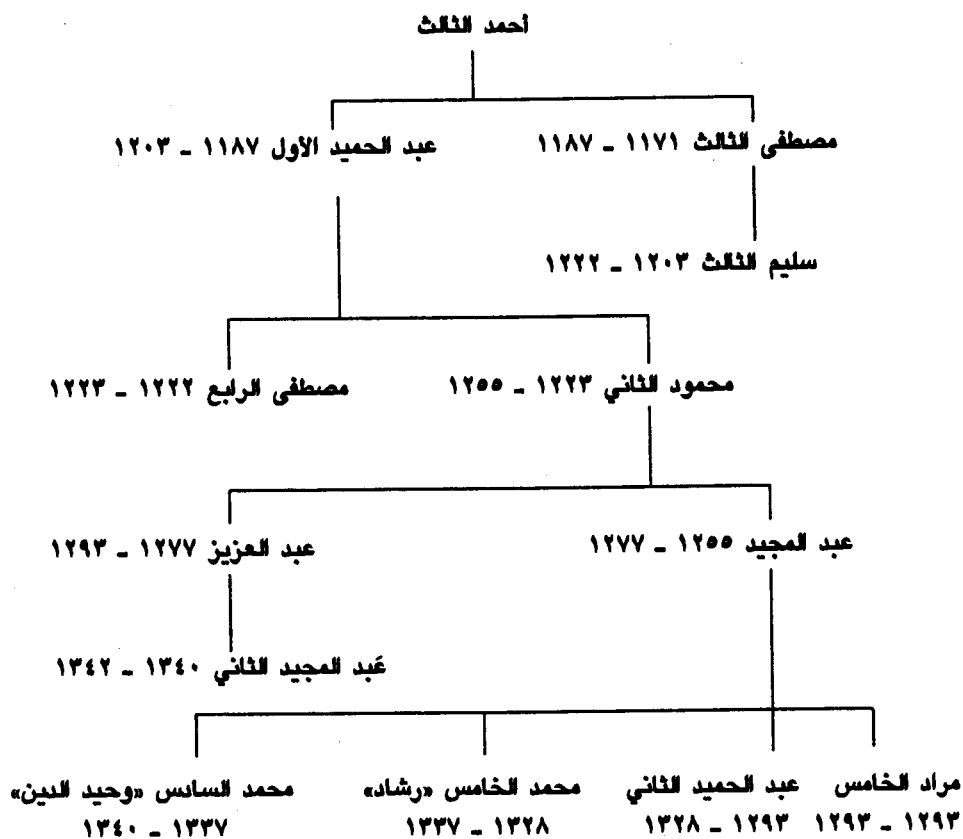 أحمد الثالث
مصطفى الثالث ١١٧١ - ١١٨٧
عبد الحميد الأول ١١٨٧ - ١٢٠٣
سليم الثالث ١٢٠٣ - ١٢٢٢
محمود الثاني ١٢٢٣ - ١٢٥٥
مصطفى الرابع ١٢٢٢ - ١٢٢٣
عبد المجيد ١٢٥٥ - ١٢٧٧
عبد العزيز ١٢٧٧ - ١٢٩٣
عَبد المجيد الثاني ١٣٤٠ - ١٣٤٢
مراد الخامس
١٢٩٣ - ١٢٩٣
عبد الحميد الثاني
١٢٩٣ - ١٣٢٨
محمد الخامس «رشاد»
١٣٢٨ - ١٣٣٧
محمد السادس «وحيد الدين»
١٣٣٧ - ١٣٤٠